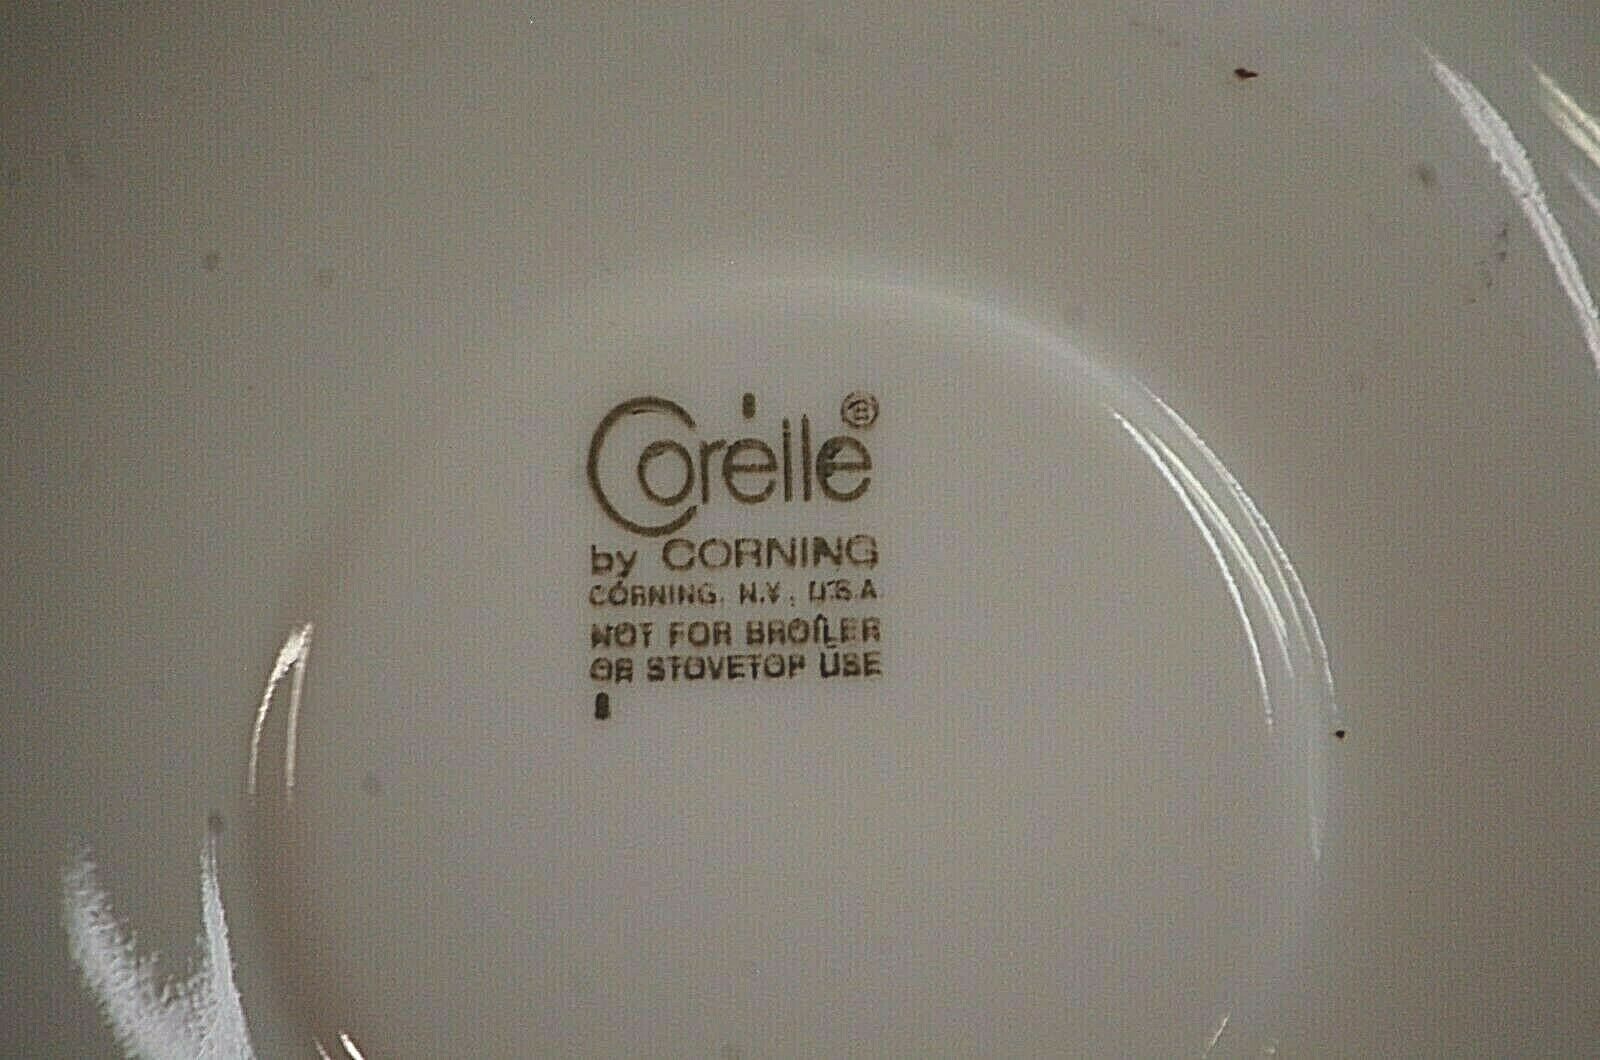 Corelle®
by CORNING
CORNING, N.Y., U.S.A.
NOT FOR BROILER
OR STOVETOP USE